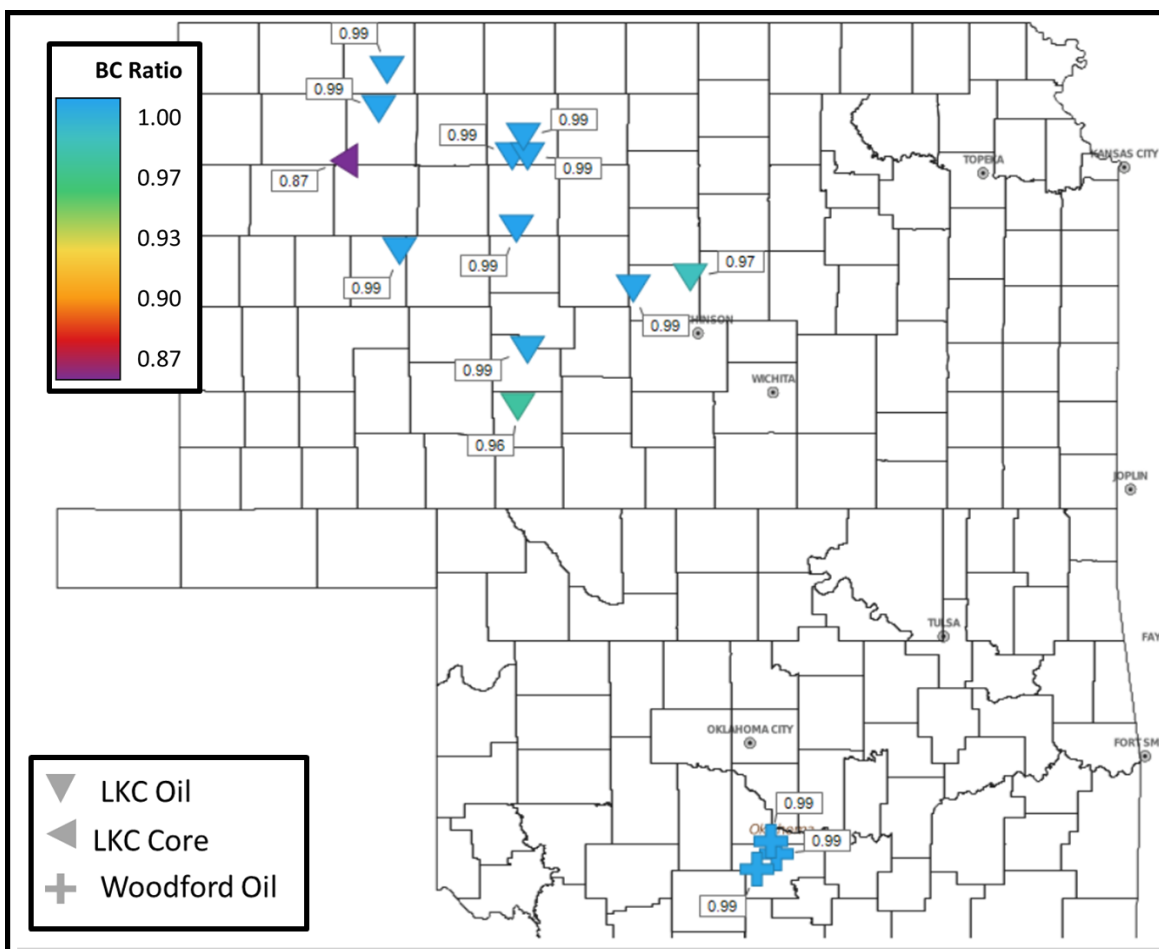 0.99
BC Ratio
1.00
0.97
0.93
0.90
0.87
0.99
0.99
0.99
0.99
0.87
TOPEKA
KANSAS CITY
0.99
0.99
0.97
0.99
HINSON
0.99
WICHITA
0.96
JOPLIN
TULSA
FAY
OKLAHOMA CITY
FORT SM
LKC Oil
LKC Core
Woodford Oil
0.99
0.99
0.99